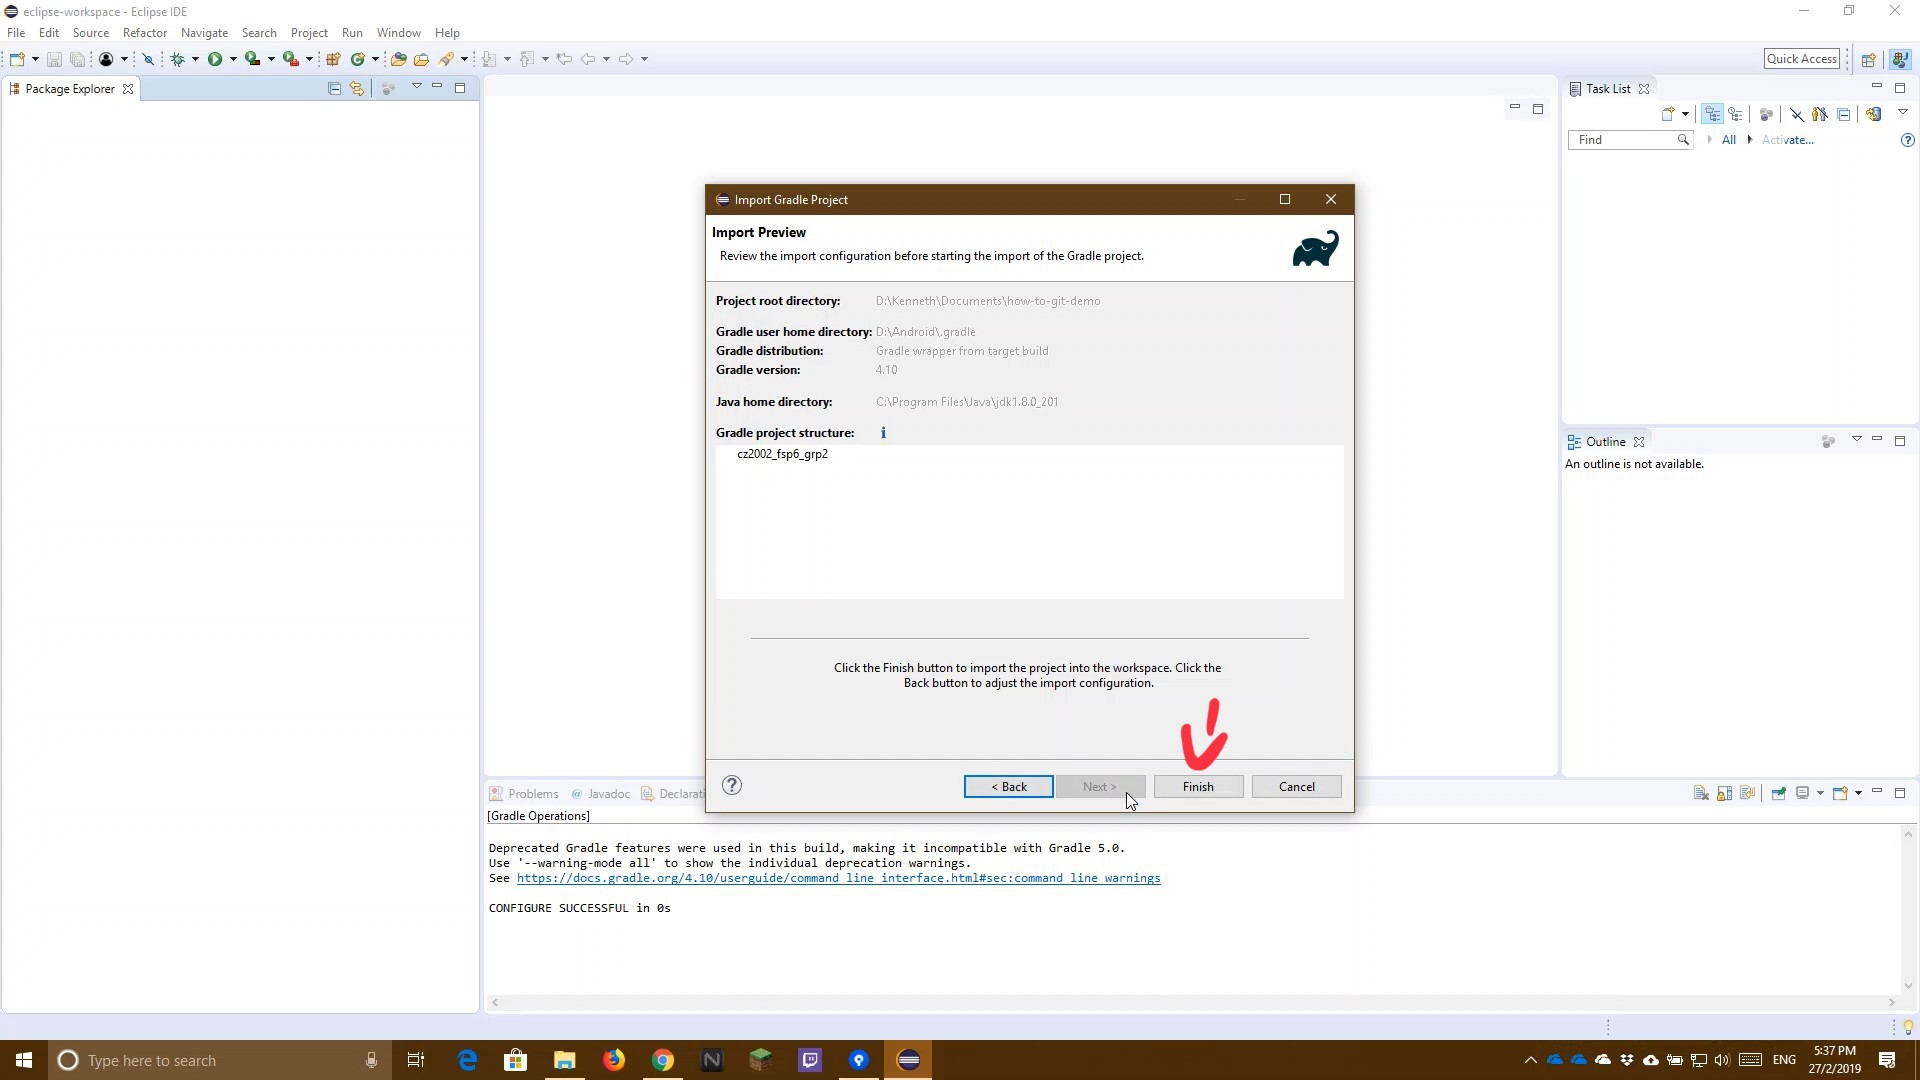 eclipse-workspace - Eclipse IDE
File Edit Source Refactor Navigate Search Project Run Window Help
Quick Access
Package Explorer
Task List
Find
All
Activate...
Import Gradle Project
Import Preview
Review the import configuration before starting the import of the Gradle project.
Project root directory: D:\Kenneth\Documents\how-to-git-demo
Gradle user home directory: D:\Android\.gradle
Gradle distribution: Gradle wrapper from target build
Gradle version: 4.10
Java home directory: C:\Program Files\Java\jdk1.8.0_201
Gradle project structure:
cz2002_fsp6_grp2
Click the Finish button to import the project into the workspace. Click the
Back button to adjust the import configuration.
< Back
Next >
Finish
Cancel
Outline
An outline is not available.
Problems
@ Javadoc
Declarati
[Gradle Operations]
Deprecated Gradle features were used in this build, making it incompatible with Gradle 5.0.
Use '--warning-mode all' to show the individual deprecation warnings.
See https://docs.gradle.org/4.10/userguide/command_line_interface.html#sec:command_line_warnings
CONFIGURE SUCCESSFUL in 0s
Type here to search
ENG
5:37 PM
27/2/2019